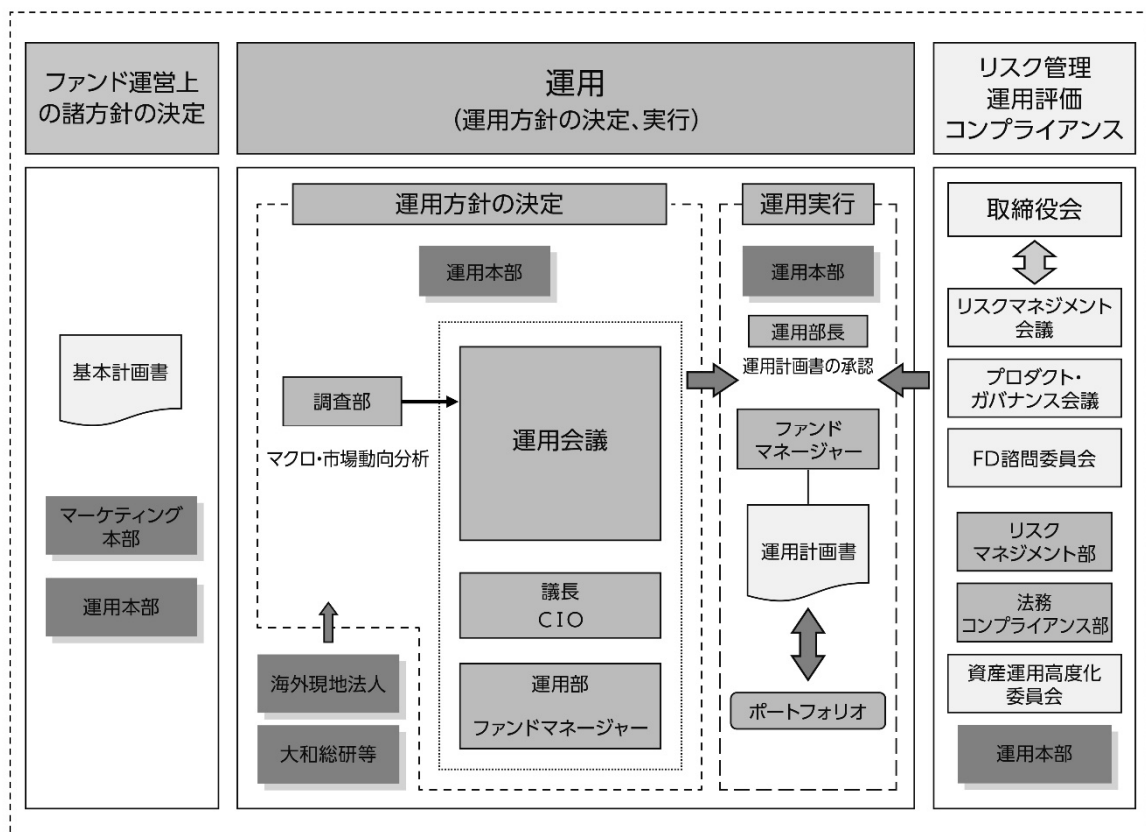 ファンド運営上
の諸方針の決定
基本計画書
マーケティング
本部
運用本部
運用
(運用方針の決定、実行)
運用方針の決定
運用本部
調査部
マクロ・市場動向分析
運用会議
議長
CIO
運用部
ファンドマネージャー
海外現地法人
大和総研等
運用実行
運用本部
運用部長
運用計画書の承認
ファンド
マネージャー
運用計画書
ポートフォリオ
リスク管理
運用評価
コンプライアンス
取締役会
リスクマネジメント
会議
プロダクト・
ガバナンス会議
FD諮問委員会
リスク
マネジメント部
法務
コンプライアンス部
資産運用高度化
委員会
運用本部